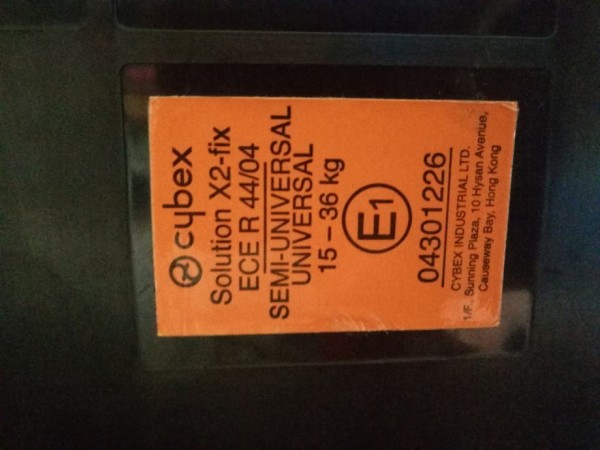 cybex
Solution X2-fix
ECE R 44/04
SEMI-UNIVERSAL
UNIVERSAL
15 – 36 kg
E1
04301226
CYBEX INDUSTRIAL LTD.
1/F., Sunning Plaza, 10 Hysan Avenue,
Causeway Bay, Hong Kong